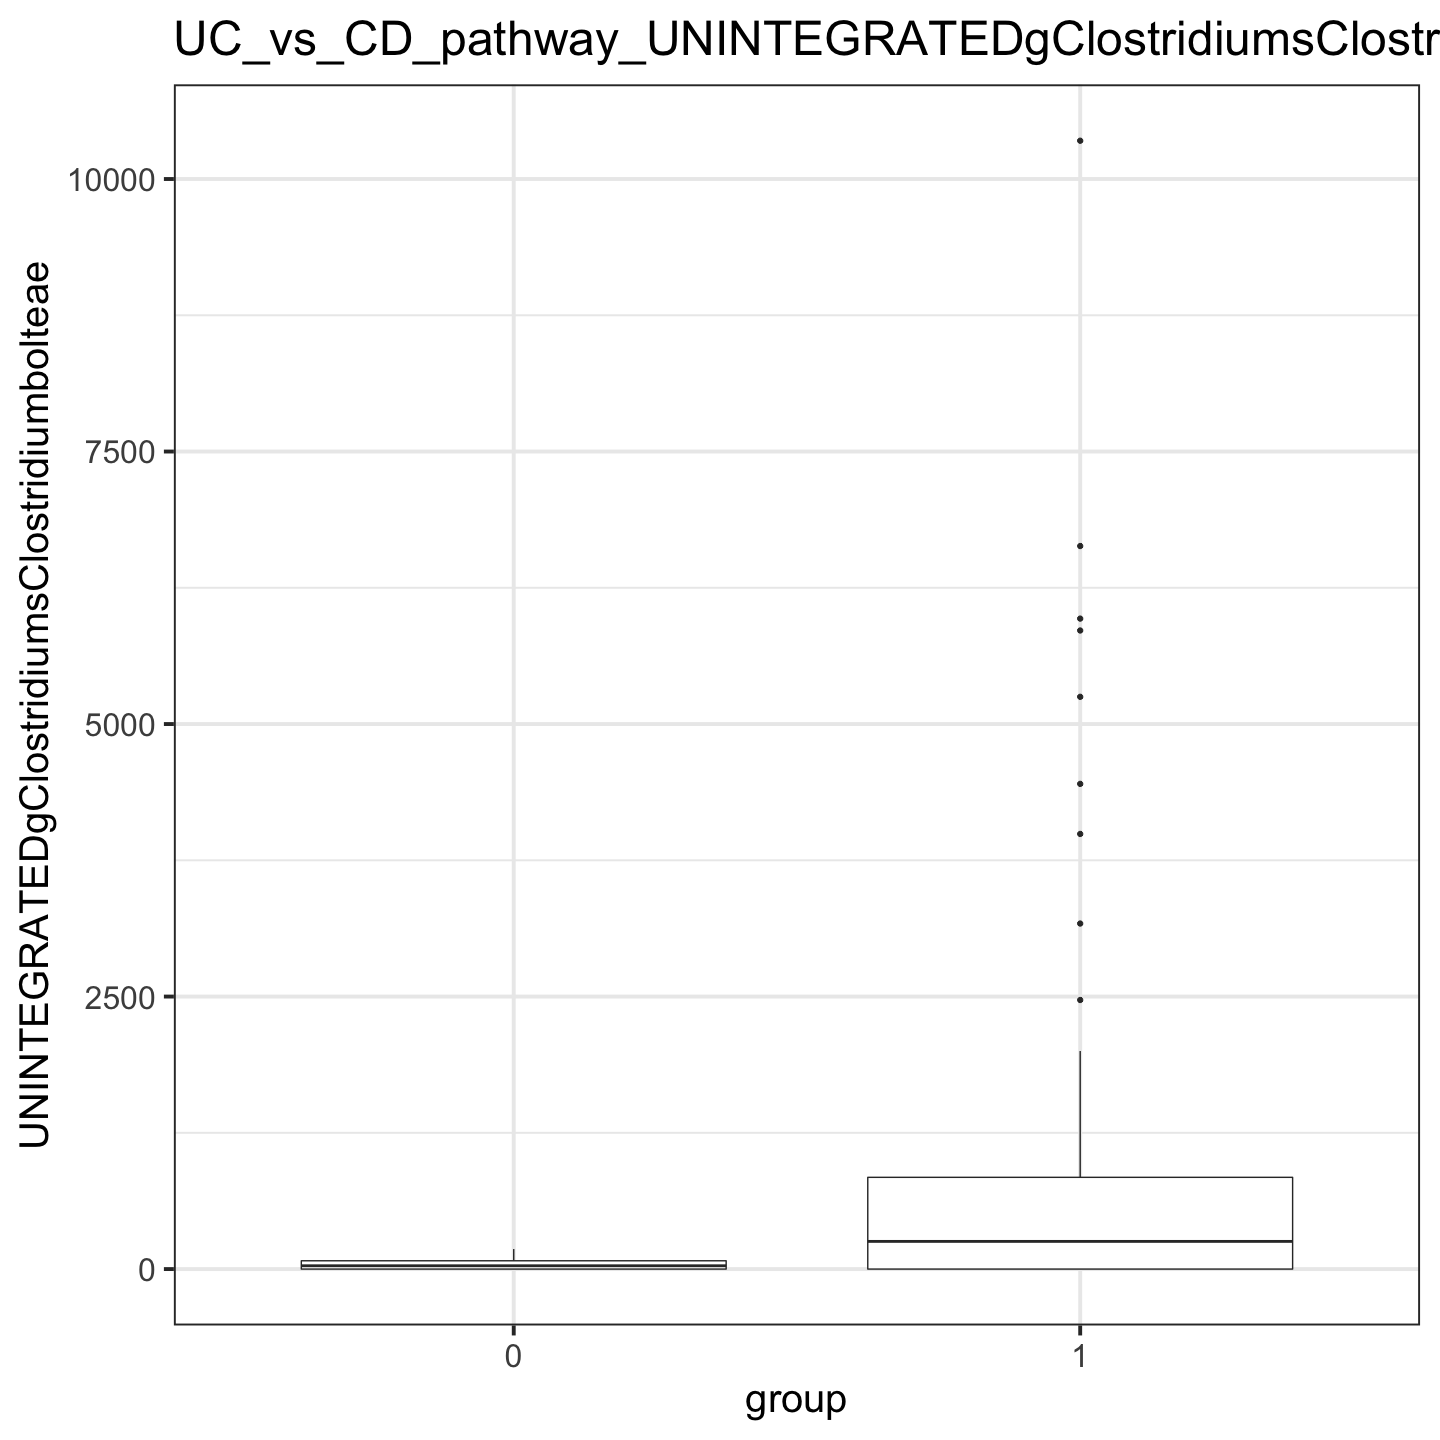 UC_vs_CD_pathway_UNINTEGRATEDgClostridiumsClostr
UNINTEGRATEDgClostridiumsClostridiumbolteae
10000
7500
5000
2500
0
0 1
group